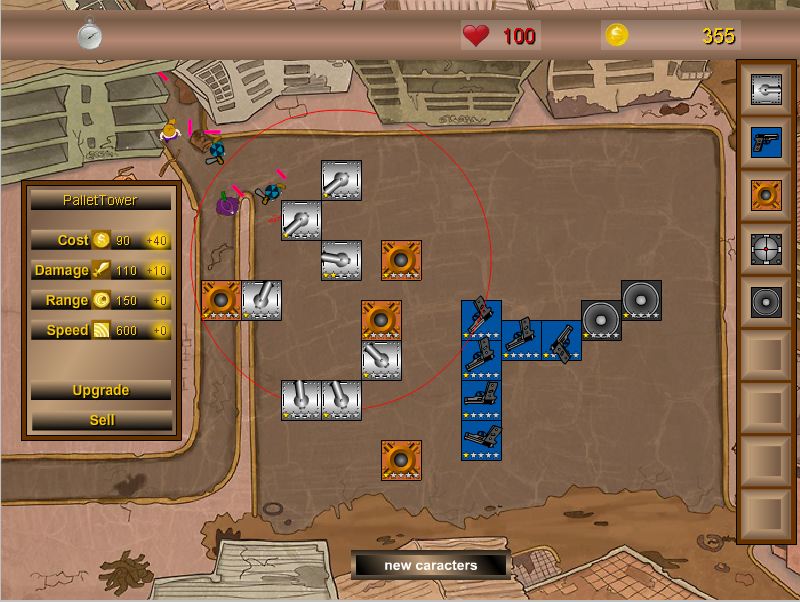 100
355
PalletTower
Cost 90 +40
Damage 110 +10
Range 150 +0
Speed 600 +0
Upgrade
Sell
new caracters